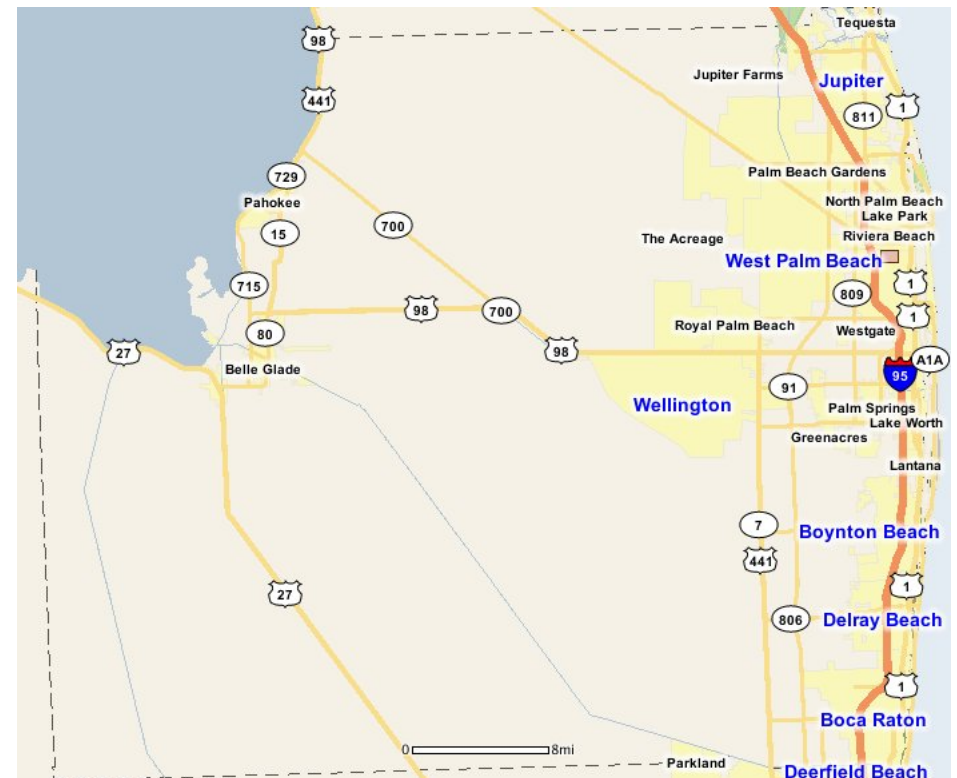 Tequesta
98
Jupiter Farms
Jupiter
441
1
811
729
Palm Beach Gardens
Pahokee
North Palm Beach
Lake Park
700
15
The Acreage
Riviera Beach
West Palm Beach
715
1
809
98
700
1
Royal Palm Beach
Westgate
80
27
98
A1A
Belle Glade
95
91
Wellington
Palm Springs
Lake Worth
Greenacres
Lantana
7
Boynton Beach
441
1
27
806
Delray Beach
1
Boca Raton
0 8mi
Parkland
Deerfield Beach